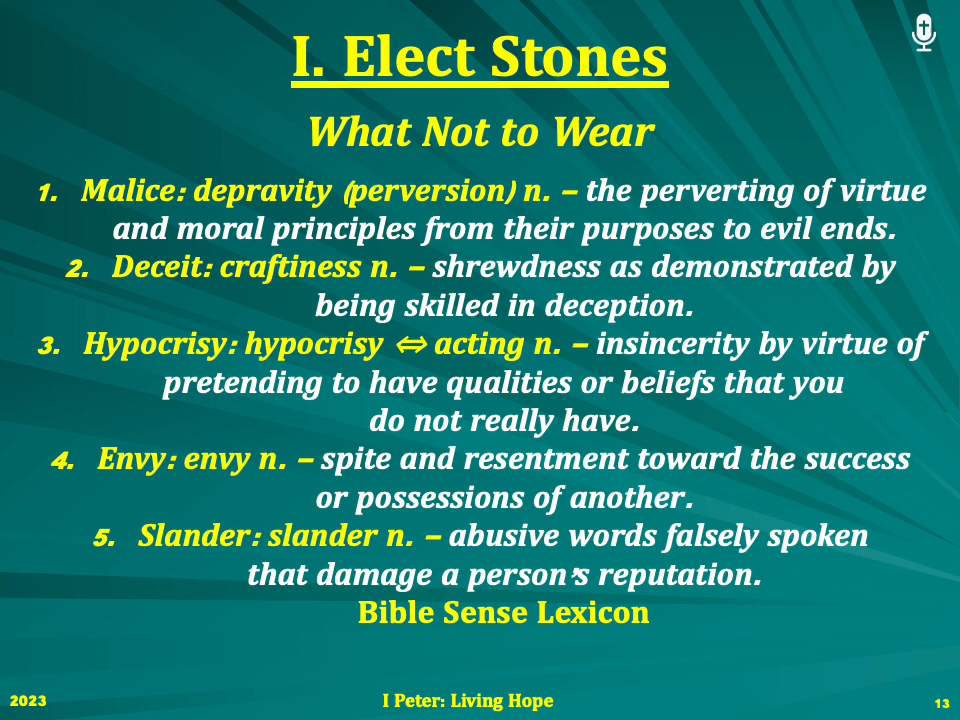 I. Elect Stones
What Not to Wear
1. Malice: depravity (perversion) n. – the perverting of virtue
and moral principles from their purposes to evil ends.
2. Deceit: craftiness n. – shrewdness as demonstrated by
being skilled in deception.
3. Hypocrisy: hypocrisy ⇔ acting n. – insincerity by virtue of
pretending to have qualities or beliefs that you
do not really have.
4. Envy: envy n. – spite and resentment toward the success
or possessions of another.
5. Slander: slander n. – abusive words falsely spoken
that damage a person’s reputation.
Bible Sense Lexicon
2023 I Peter: Living Hope 13